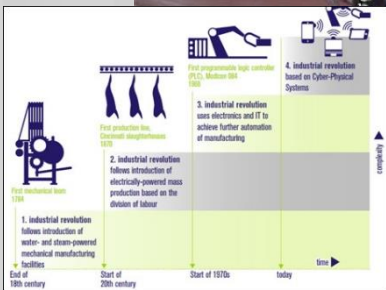 First mechanical loom
1784
1. industrial revolution
follows introduction of
water- and steam-powered
mechanical manufacturing
facilities
First production line,
Cincinnati slaughterhouse
1870
2. industrial revolution
follows introduction of
electrically-powered mass
production based on the
division of labour
First programmable logic controller
(PLC), Modicon 084
1969
3. industrial revolution
uses electronics and IT to
achieve further automation
of manufacturing
4. industrial revolution
based on Cyber-Physical
Systems
complexity
time
End of
18th century
Start of
20th century
Start of 1970s
today